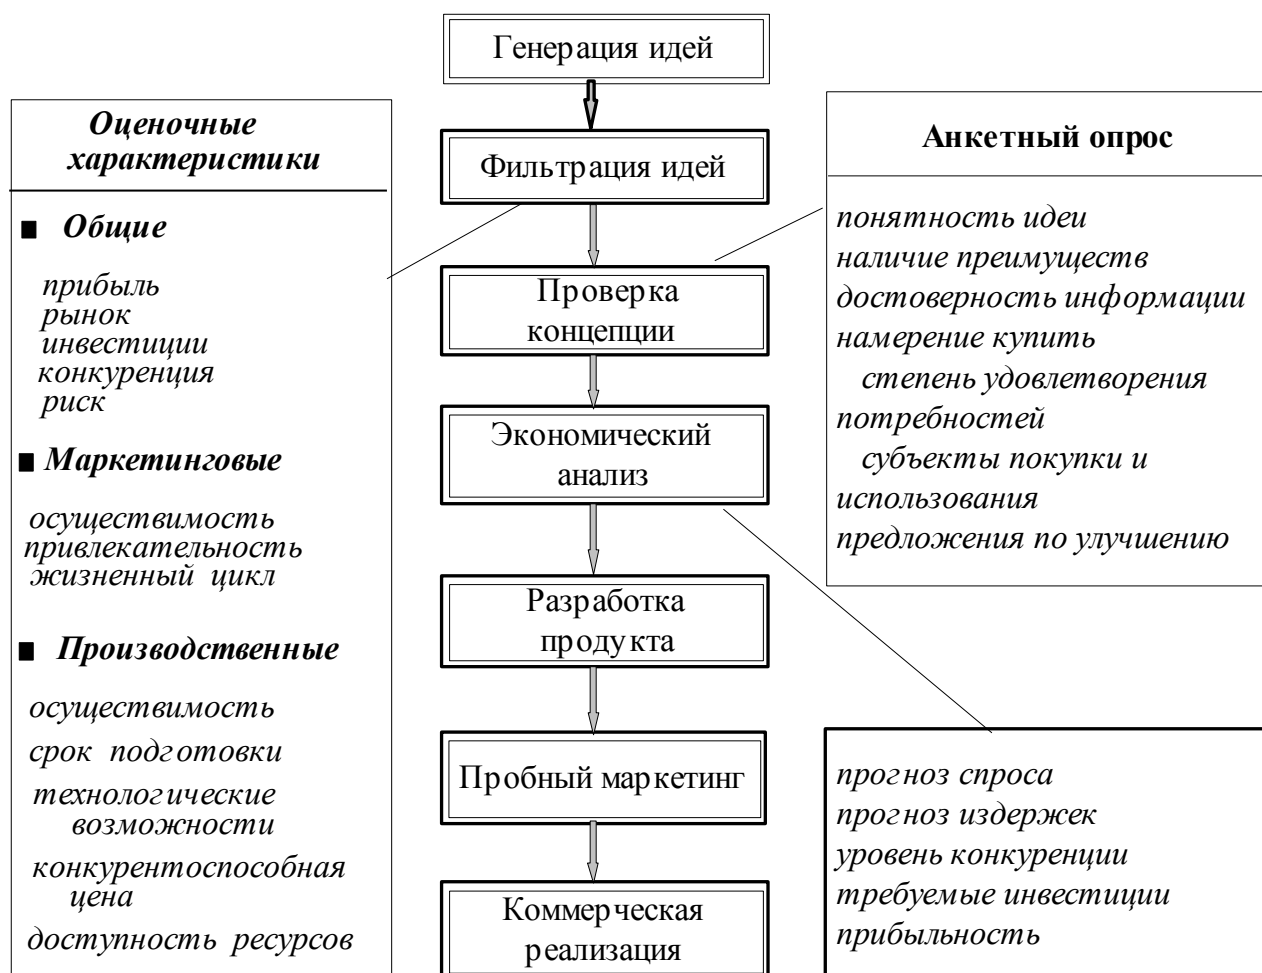 Генерация идей
Фильтрация идей
Проверка
концепции
Экономический
анализ
Разработка
продукта
Пробный маркетинг
Коммерческая
реализация
Оценочные
характеристики
Общие
прибыль
рынок
инвестиции
конкуренция
риск
Маркетинговые
осуществимость
привлекательность
жизненный цикл
Производственные
осуществимость
срок подготовки
технологические
возможности
конкурентоспособная
цена
доступность ресурсов
Анкетный опрос
понятность идеи
наличие преимуществ
достоверность информации
намерение купить
степень удовлетворения
потребностей
субъекты покупки и
использования
предложения по улучшению
прогноз спроса
прогноз издержек
уровень конкуренции
требуемые инвестиции
прибыльность